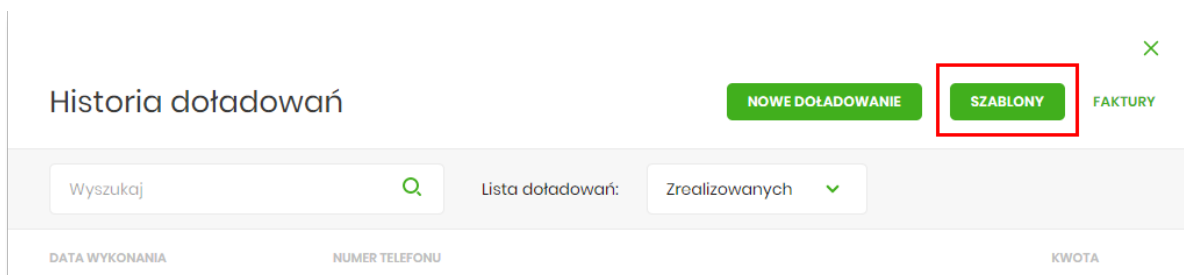 Historia doładowań
NOWE DOŁADOWANIE
SZABLONY
FAKTURY
Wyszukaj
Lista doładowań:
Zrealizowanych
DATA WYKONANIA
NUMER TELEFONU
KWOTA